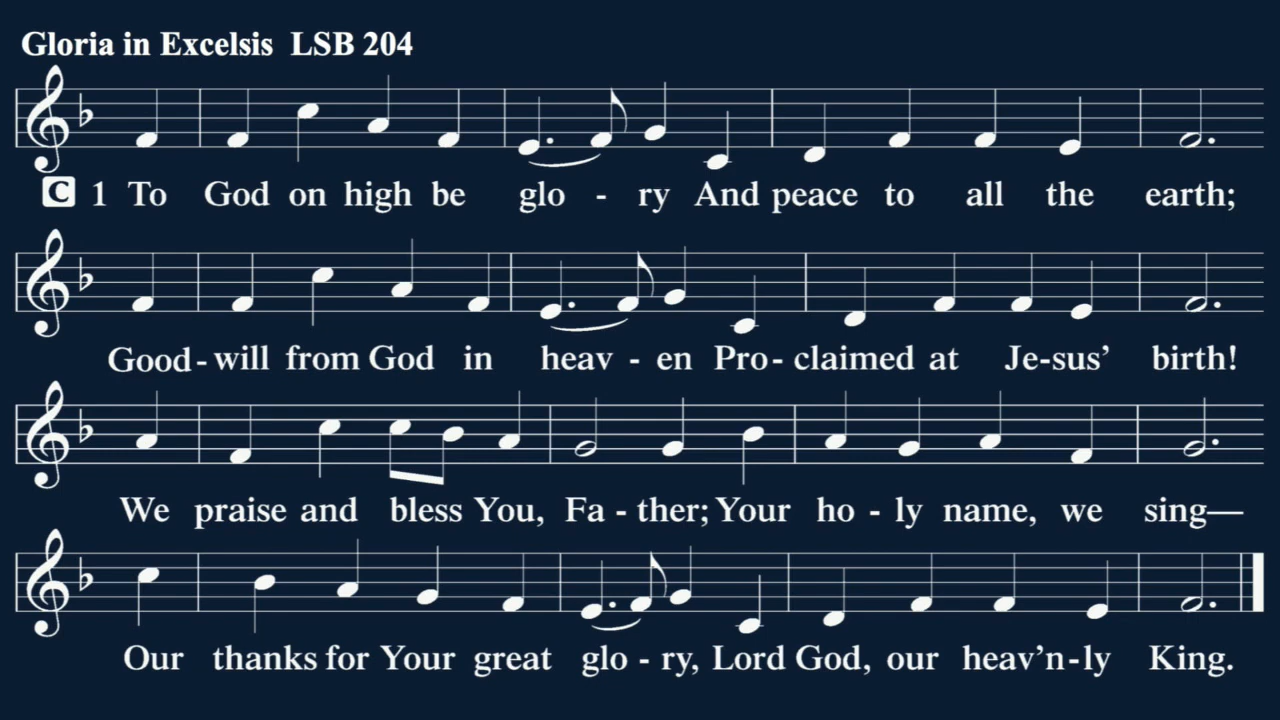 Gloria in Excelsis LSB 204
C 1 To God on high be glo - ry And peace to all the earth;
Good - will from God in heav - en Pro - claimed at Je - sus’ birth!
We praise and bless You, Fa - ther; Your ho - ly name, we sing—
Our thanks for Your great glo - ry, Lord God, our heav’n - ly King.